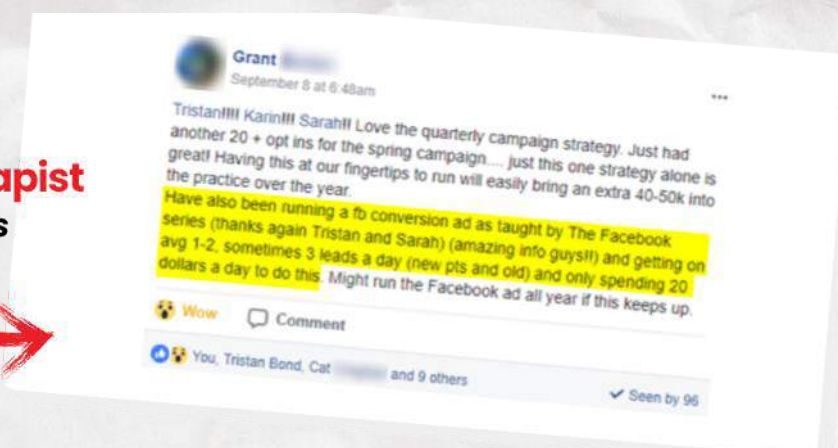 Grant
September 8 at 6:48am
Tristan!!!! Karin!!! Sarah!! Love the quarterly campaign strategy. Just had
another 20 + opt ins for the spring campaign.... just this one strategy alone is
great! Having this at our fingertips to run will easily bring an extra 40-50k into
the practice over the year.
Have also been running a fb conversion ad as taught by The Facebook
series (thanks again Tristan and Sarah) (amazing info guys!!) and getting on
avg 1-2, sometimes 3 leads a day (new pts and old) and only spending 20
dollars a day to do this. Might run the Facebook ad all year if this keeps up.
Wow Comment
You, Tristan Bond, Cat and 9 others
Seen by 96
apist
s